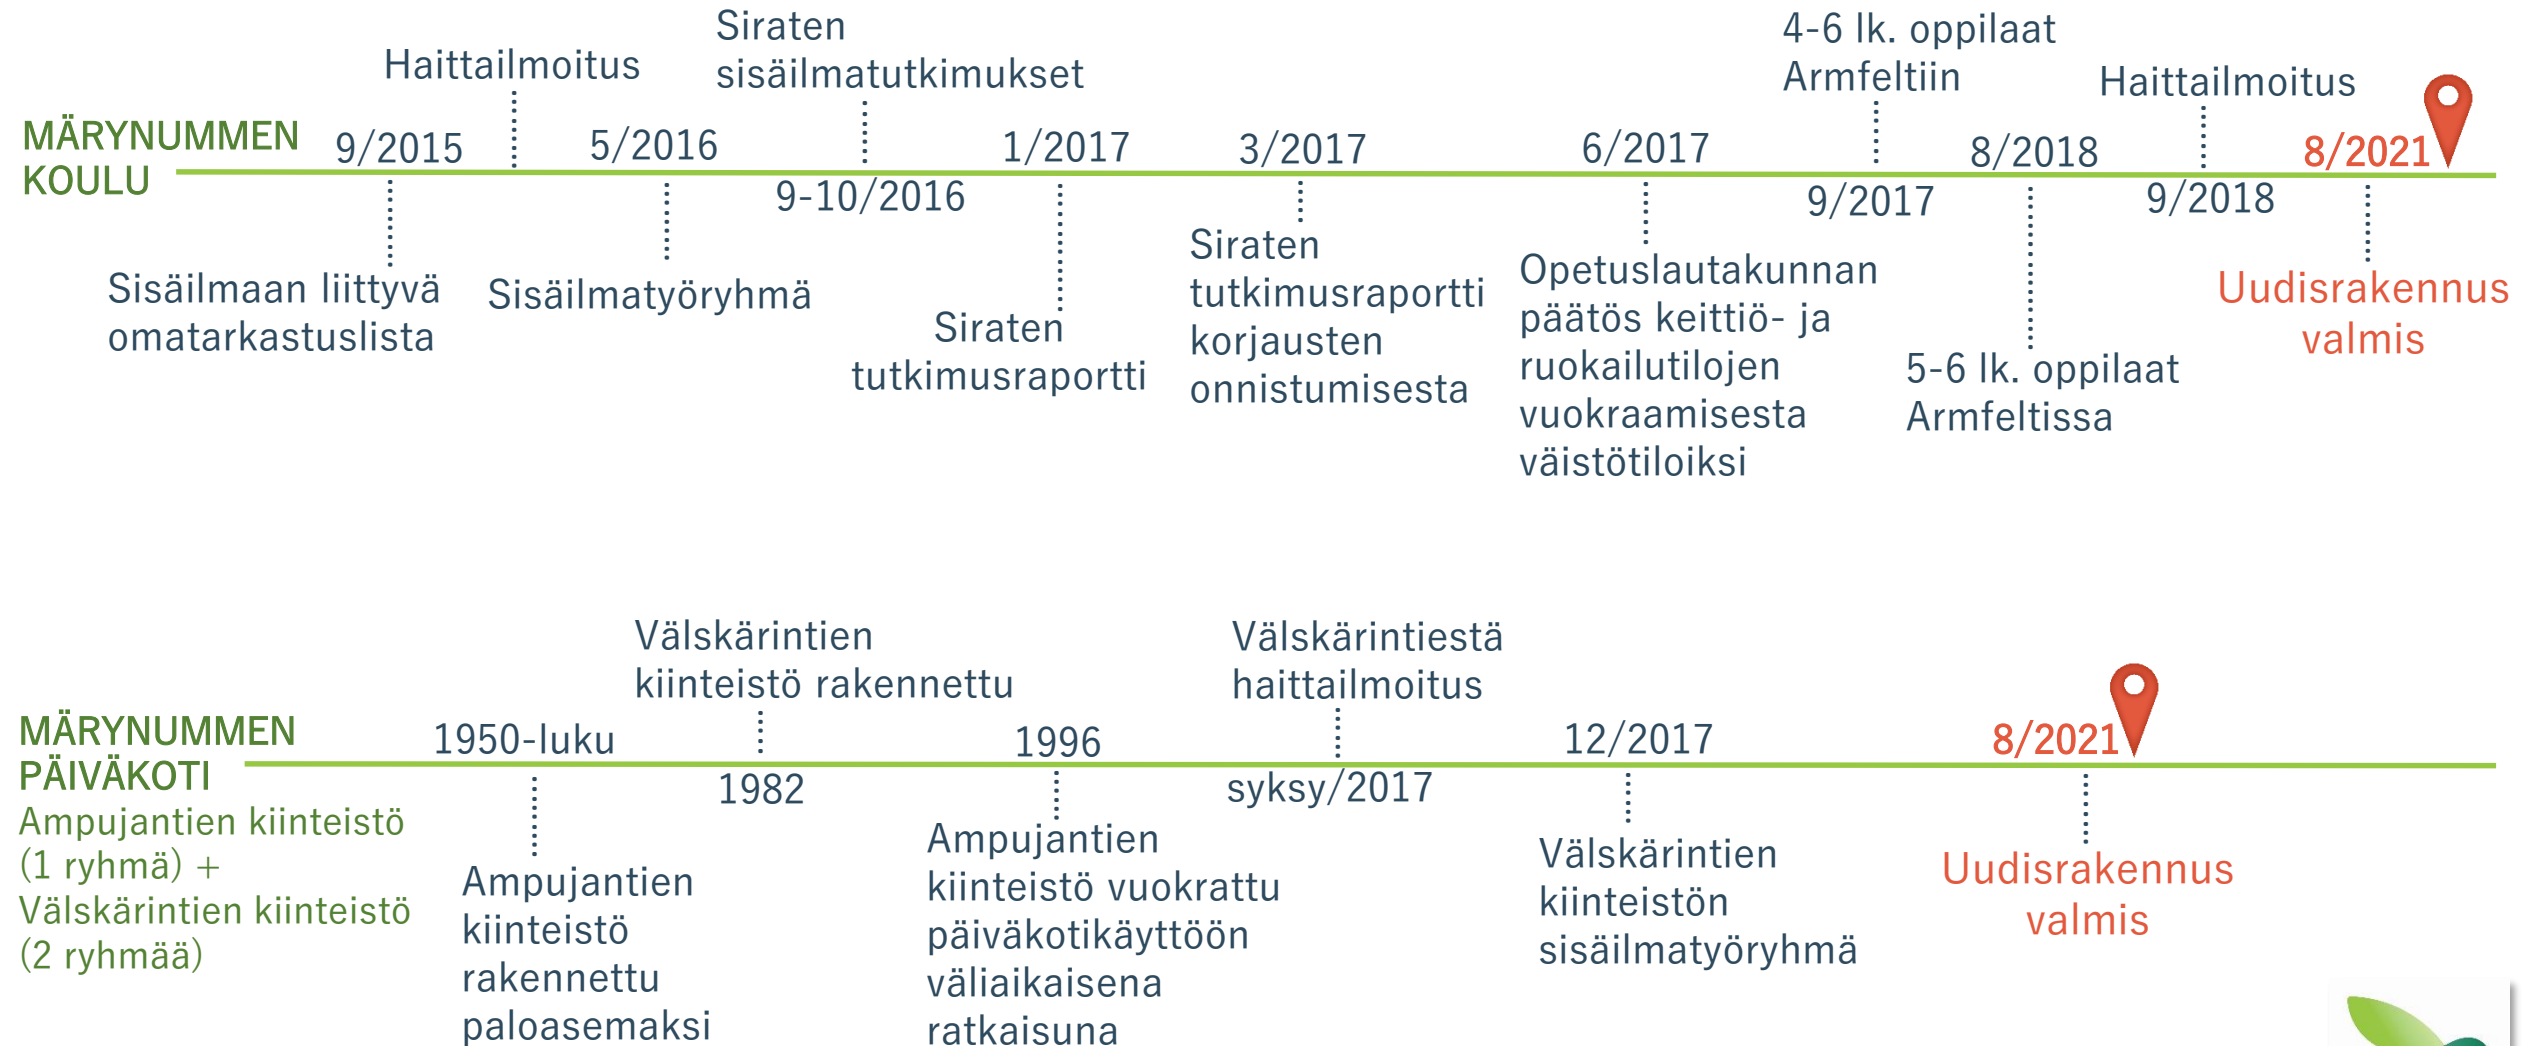 MÄRYNUMMEN
KOULU
9/2015
Sisäilmaan liittyvä
omatarkastuslista
Haittailmoitus
5/2016
Sisäilmatyöryhmä
Siraten
sisäilmatutkimukset
9-10/2016
1/2017
Siraten
tutkimusraportti
3/2017
Siraten
tutkimusraportti
korjausten
onnistumisesta
6/2017
Opetuslautakunnan
päätös keittiö- ja
ruokailutilojen
vuokraamisesta
väistötiloiksi
4-6 lk. oppilaat
Armfeltiin
9/2017
8/2018
5-6 lk. oppilaat
Armfeltissa
Haittailmoitus
9/2018
8/2021
Uudisrakennus
valmis
MÄRYNUMMEN
PÄIVÄKOTI
Ampujantien kiinteistö
(1 ryhmä) +
Välskärintien kiinteistö
(2 ryhmää)
1950-luku
Ampujantien
kiinteistö
rakennettu
paloasemaksi
Välskärintien
kiinteistö rakennettu
1982
1996
Ampujantien
kiinteistö vuokrattu
päiväkotikäyttöön
väliaikaisena
ratkaisuna
Välskärintiestä
haittailmoitus
syksy/2017
12/2017
Välskärintien
kiinteistön
sisäilmatyöryhmä
8/2021
Uudisrakennus
valmis